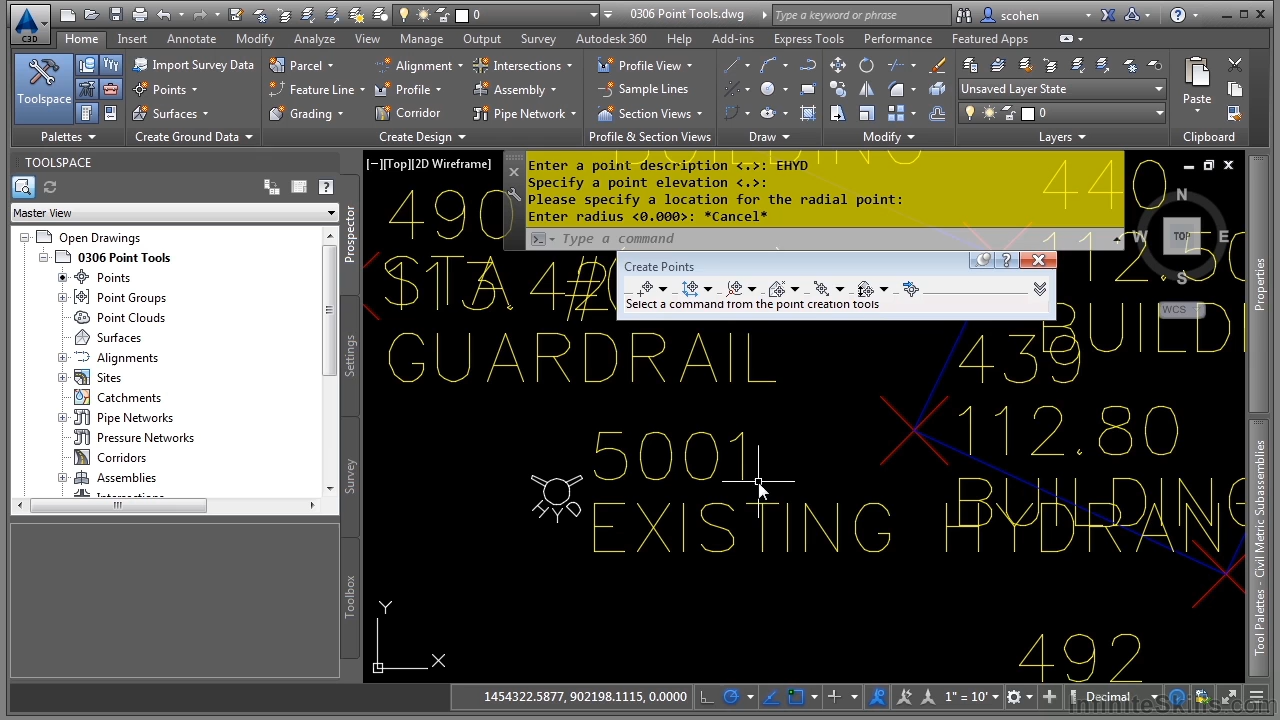 0
0306 Point Tools.dwg
Type a keyword or phrase
scohen
C3D
Home
Insert
Annotate
Modify
Analyze
View
Manage
Output
Survey
Autodesk 360
Help
Add-ins
Express Tools
Performance
Featured Apps
Toolspace
Import Survey Data
Points
Surfaces
Parcel
Feature Line
Grading
Alignment
Profile
Corridor
Intersections
Assembly
Pipe Network
Profile View
Sample Lines
Section Views
Unsaved Layer State
0
Paste
Palettes
Create Ground Data
Create Design
Profile & Section Views
Draw
Modify
Layers
Clipboard
TOOLSPACE
Master View
Open Drawings
0306 Point Tools
Points
Point Groups
Point Clouds
Surfaces
Alignments
Sites
Catchments
Pipe Networks
Pressure Networks
Corridors
Assemblies
Prospector
Settings
Survey
Toolbox
[−][Top][2D Wireframe]
Enter a point description <.>: EHYD
Specify a point elevation <.>:
Please specify a location for the radial point:
Enter radius <0.000>: *Cancel*
Type a command
Create Points
Select a command from the point creation tools
N
W
TOP
E
S
WCS
490
GUARDRAIL
440
439
112.80
5001
EXISTING HYDRAN
HYD
492
Y
X
Properties
Tool Palettes - Civil Metric Subassemblies
1454322.5877, 902198.1115, 0.0000
1" = 10'
Decimal
InfiniteSkills.com